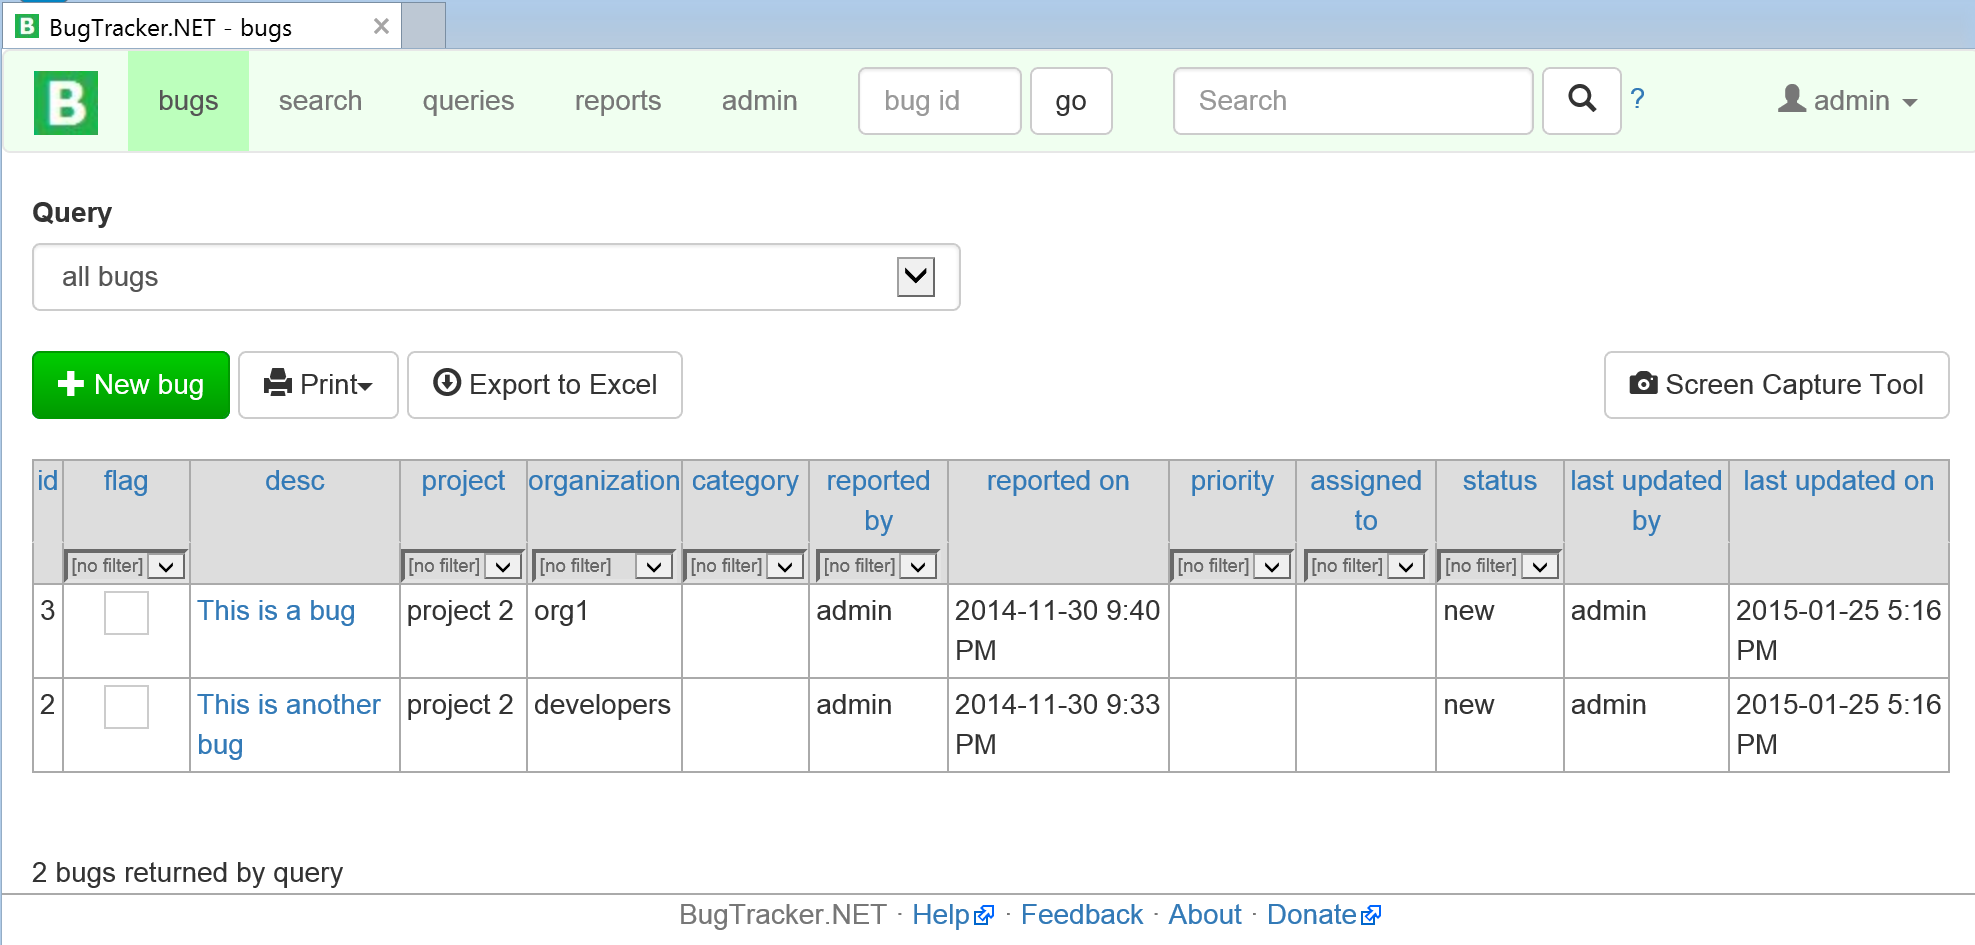 B BugTracker.NET - bugs
B bugs search queries reports admin bug id go Search ? admin
Query
all bugs
New bug Print Export to Excel Screen Capture Tool
id flag desc project organization category reported by reported on priority assigned to status last updated by last updated on
[no filter] [no filter] [no filter] [no filter] [no filter] [no filter] [no filter] [no filter]
3 This is a bug project 2 org1 admin 2014-11-30 9:40 PM new admin 2015-01-25 5:16 PM
2 This is another bug project 2 developers admin 2014-11-30 9:33 PM new admin 2015-01-25 5:16 PM
2 bugs returned by query
BugTracker.NET · Help · Feedback · About · Donate